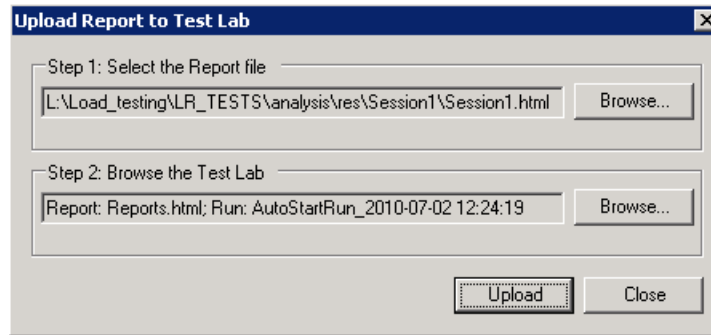 Upload Report to Test Lab
Step 1: Select the Report file
L:\Load_testing\LR_TESTS\analysis\res\Session1\Session1.html
Browse...
Step 2: Browse the Test Lab
Report: Reports.html; Run: AutoStartRun_2010-07-02 12:24:19
Browse...
Upload
Close